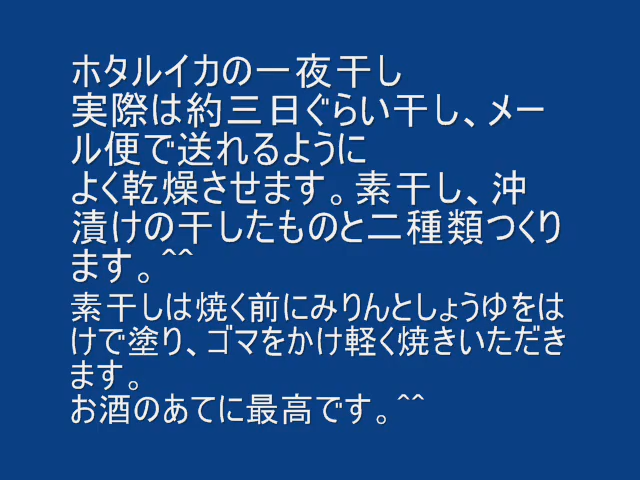 ホタルイカの一夜干し
実際は約三日ぐらい干し、メー
ル便で送れるように
よく乾燥させます。素干し、沖
漬けの干したものと二種類つくり
ます。^^
素干しは焼く前にみりんとしょうゆをは
けで塗り、ゴマをかけ軽く焼きいただき
ます。
お酒のあてに最高です。^^